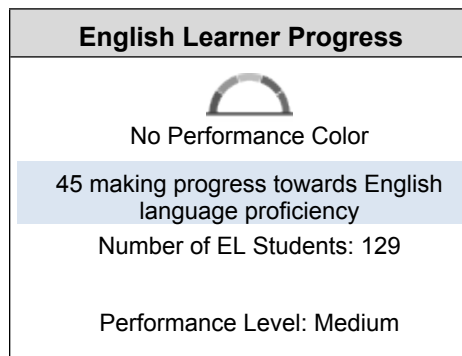 English Learner Progress
No Performance Color
45 making progress towards English
language proficiency
Number of EL Students: 129
Performance Level: Medium